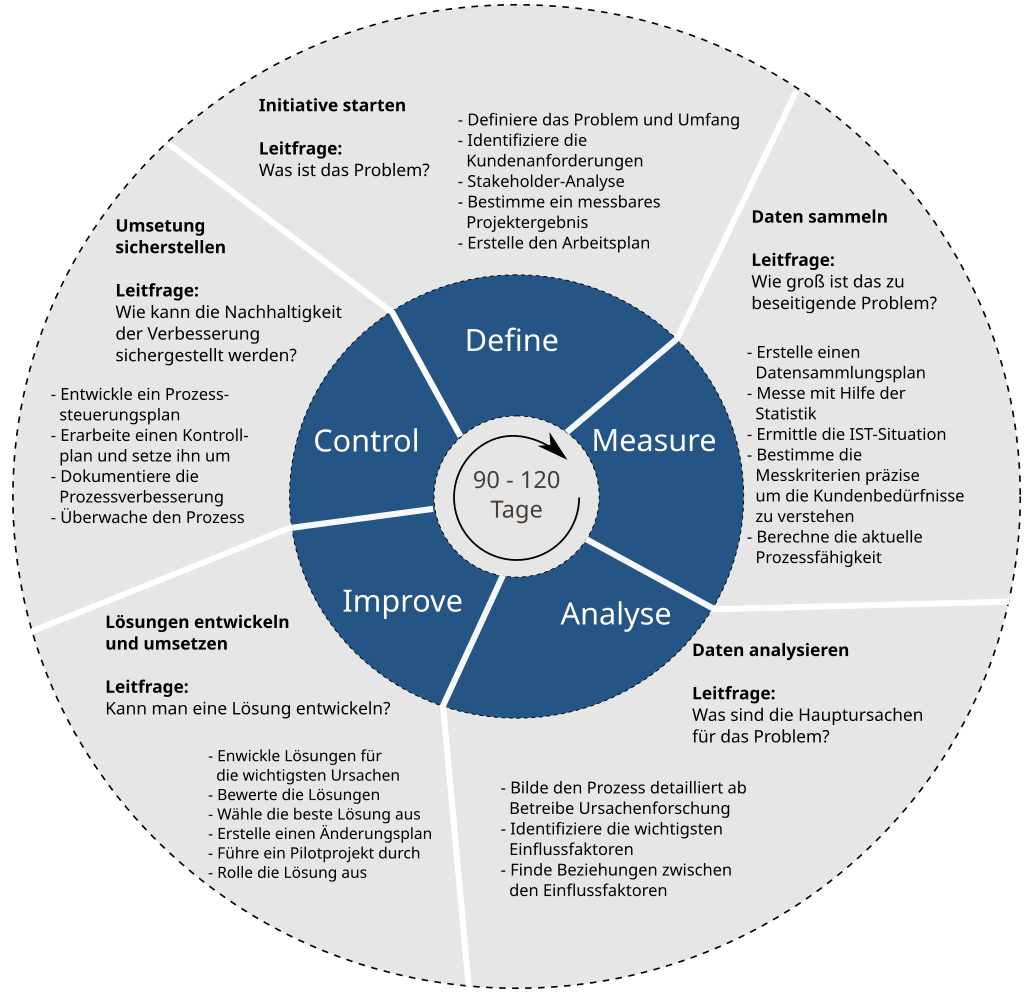 Initiative starten
Leitfrage:
Was ist das Problem?
- Definiere das Problem und Umfang
- Identifiziere die
Kundenanforderungen
- Stakeholder-Analyse
- Bestimme ein messbares
Projektergebnis
- Erstelle den Arbeitsplan
Define
Daten sammeln
Leitfrage:
Wie groß ist das zu
beseitigende Problem?
- Erstelle einen
Datensammlungsplan
- Messe mit Hilfe der
Statistik
- Ermittle die IST-Situation
- Bestimme die
Messkriterien präzise
um die Kundenbedürfnisse
zu verstehen
- Berechne die aktuelle
Prozessfähigkeit
Measure
Daten analysieren
Leitfrage:
Was sind die Hauptursachen
für das Problem?
- Bilde den Prozess detailliert ab
Betreibe Ursachenforschung
- Identifiziere die wichtigsten
Einflussfaktoren
- Finde Beziehungen zwischen
den Einflussfaktoren
Analyse
Lösungen entwickeln
und umsetzen
Leitfrage:
Kann man eine Lösung entwickeln?
- Enwickle Lösungen für
die wichtigsten Ursachen
- Bewerte die Lösungen
- Wähle die beste Lösung aus
- Erstelle einen Änderungsplan
- Führe ein Pilotprojekt durch
- Rolle die Lösung aus
Improve
Umsetung
sicherstellen
Leitfrage:
Wie kann die Nachhaltigkeit
der Verbesserung
sichergestellt werden?
- Entwickle ein Prozess-
steuerungsplan
- Erarbeite einen Kontroll-
plan und setze ihn um
- Dokumentiere die
Prozessverbesserung
- Überwache den Prozess
Control
90 - 120
Tage